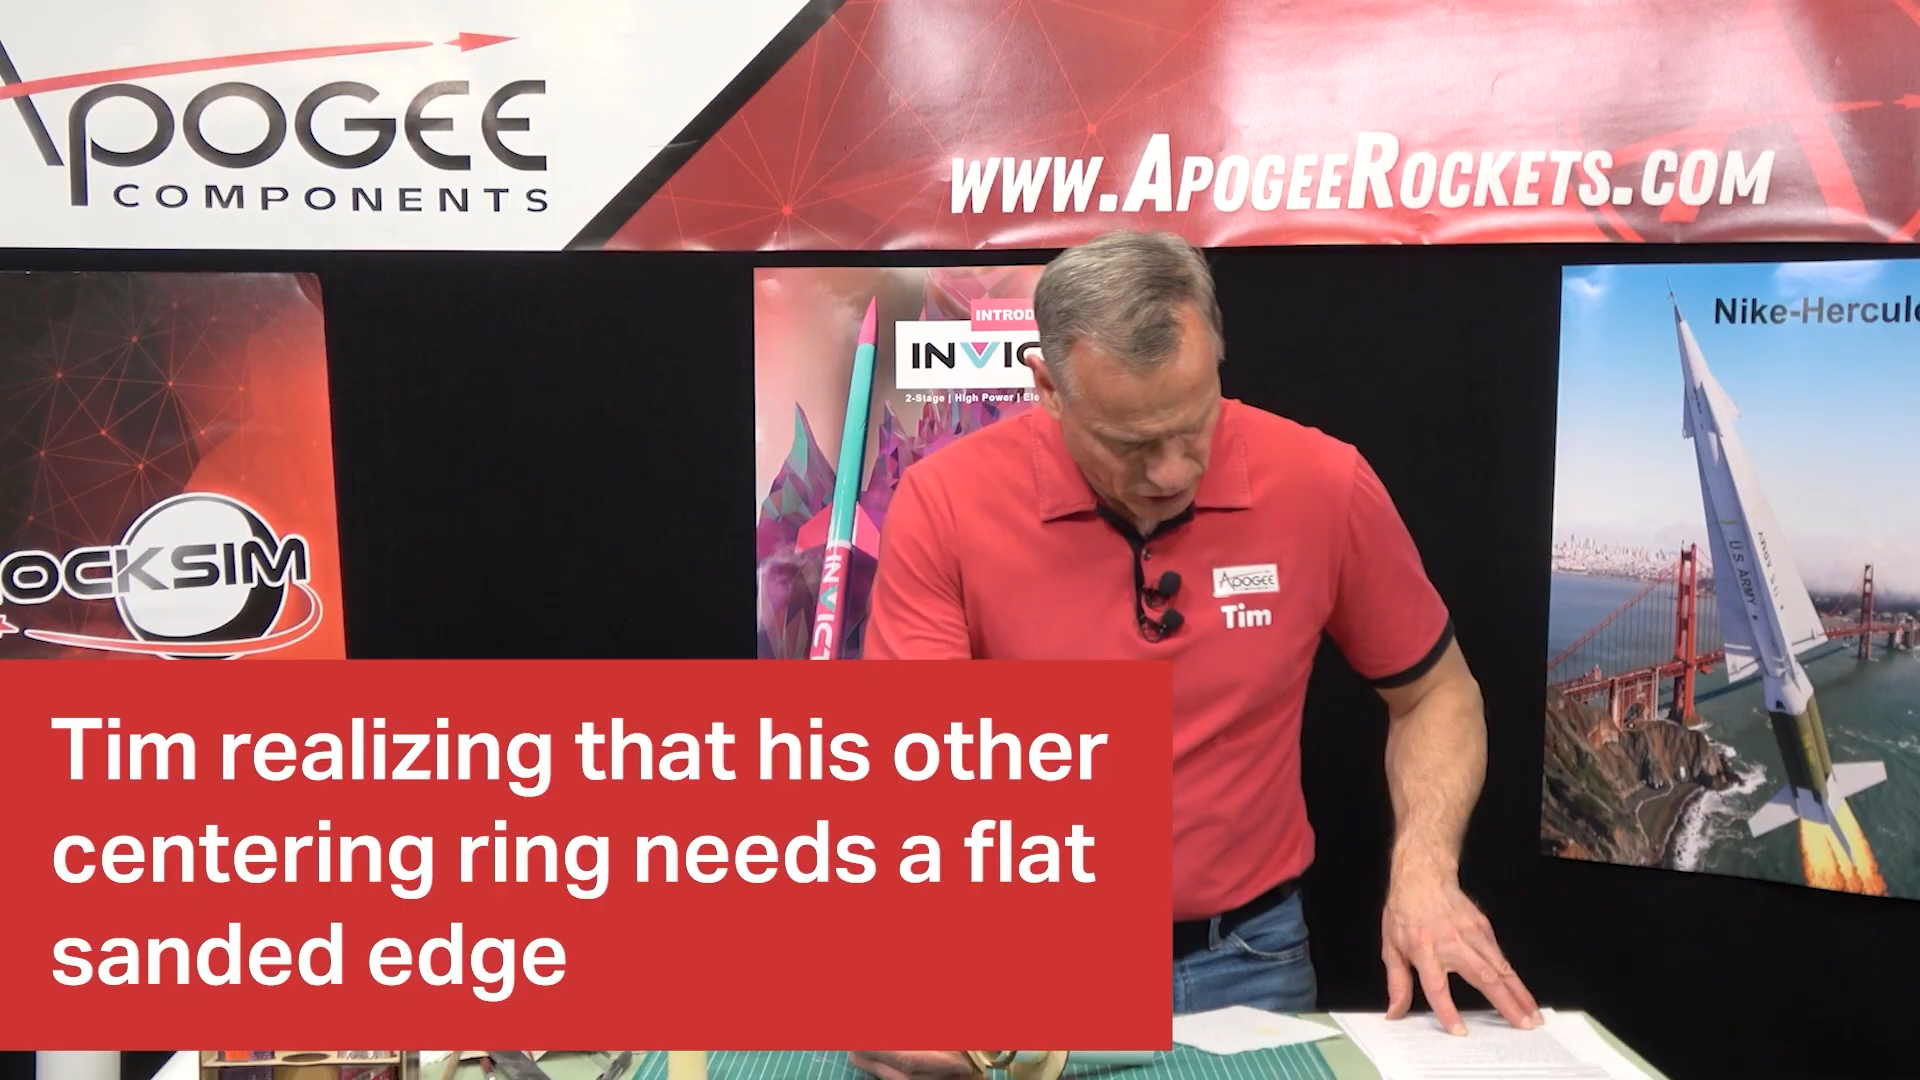 APOGEE
COMPONENTS
www.ApogeeRockets.com
INTROD
INVIC
2-Stage | High Power | Ele
Nike-Hercul
OCKSIM
INVICT
U.S. ARMY
APOGEE
Tim
Tim realizing that his other
centering ring needs a flat
sanded edge